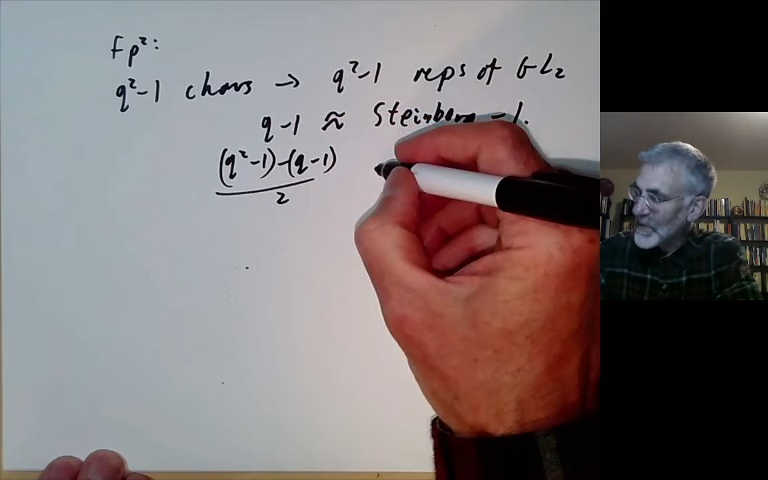 Fp²:
q²-1 chars → q²-1 reps of GL₂
q-1 ≈ Steinberg -1.
(q²-1)-(q-1)
2